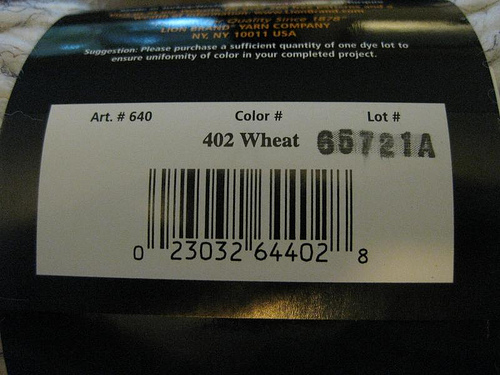 Quality Since 1878
LION BRAND® YARN COMPANY
NY, NY 10011 USA
Suggestion: Please purchase a sufficient quantity of one dye lot to
ensure uniformity of color in your completed project.
Art. # 640 Color # Lot #
402 Wheat 65721A
0 23032 64402 8